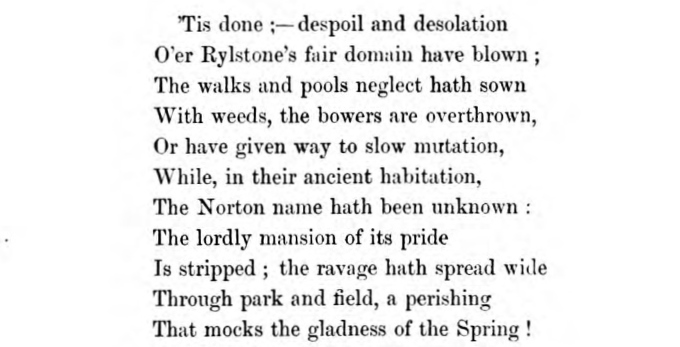 'Tis done ;—despoil and desolation
O'er Rylstone's fair domain have blown ;
The walks and pools neglect hath sown
With weeds, the bowers are overthrown,
Or have given way to slow mutation,
While, in their ancient habitation,
The Norton name hath been unknown :
The lordly mansion of its pride
Is stripped ; the ravage hath spread wide
Through park and field, a perishing
That mocks the gladness of the Spring !